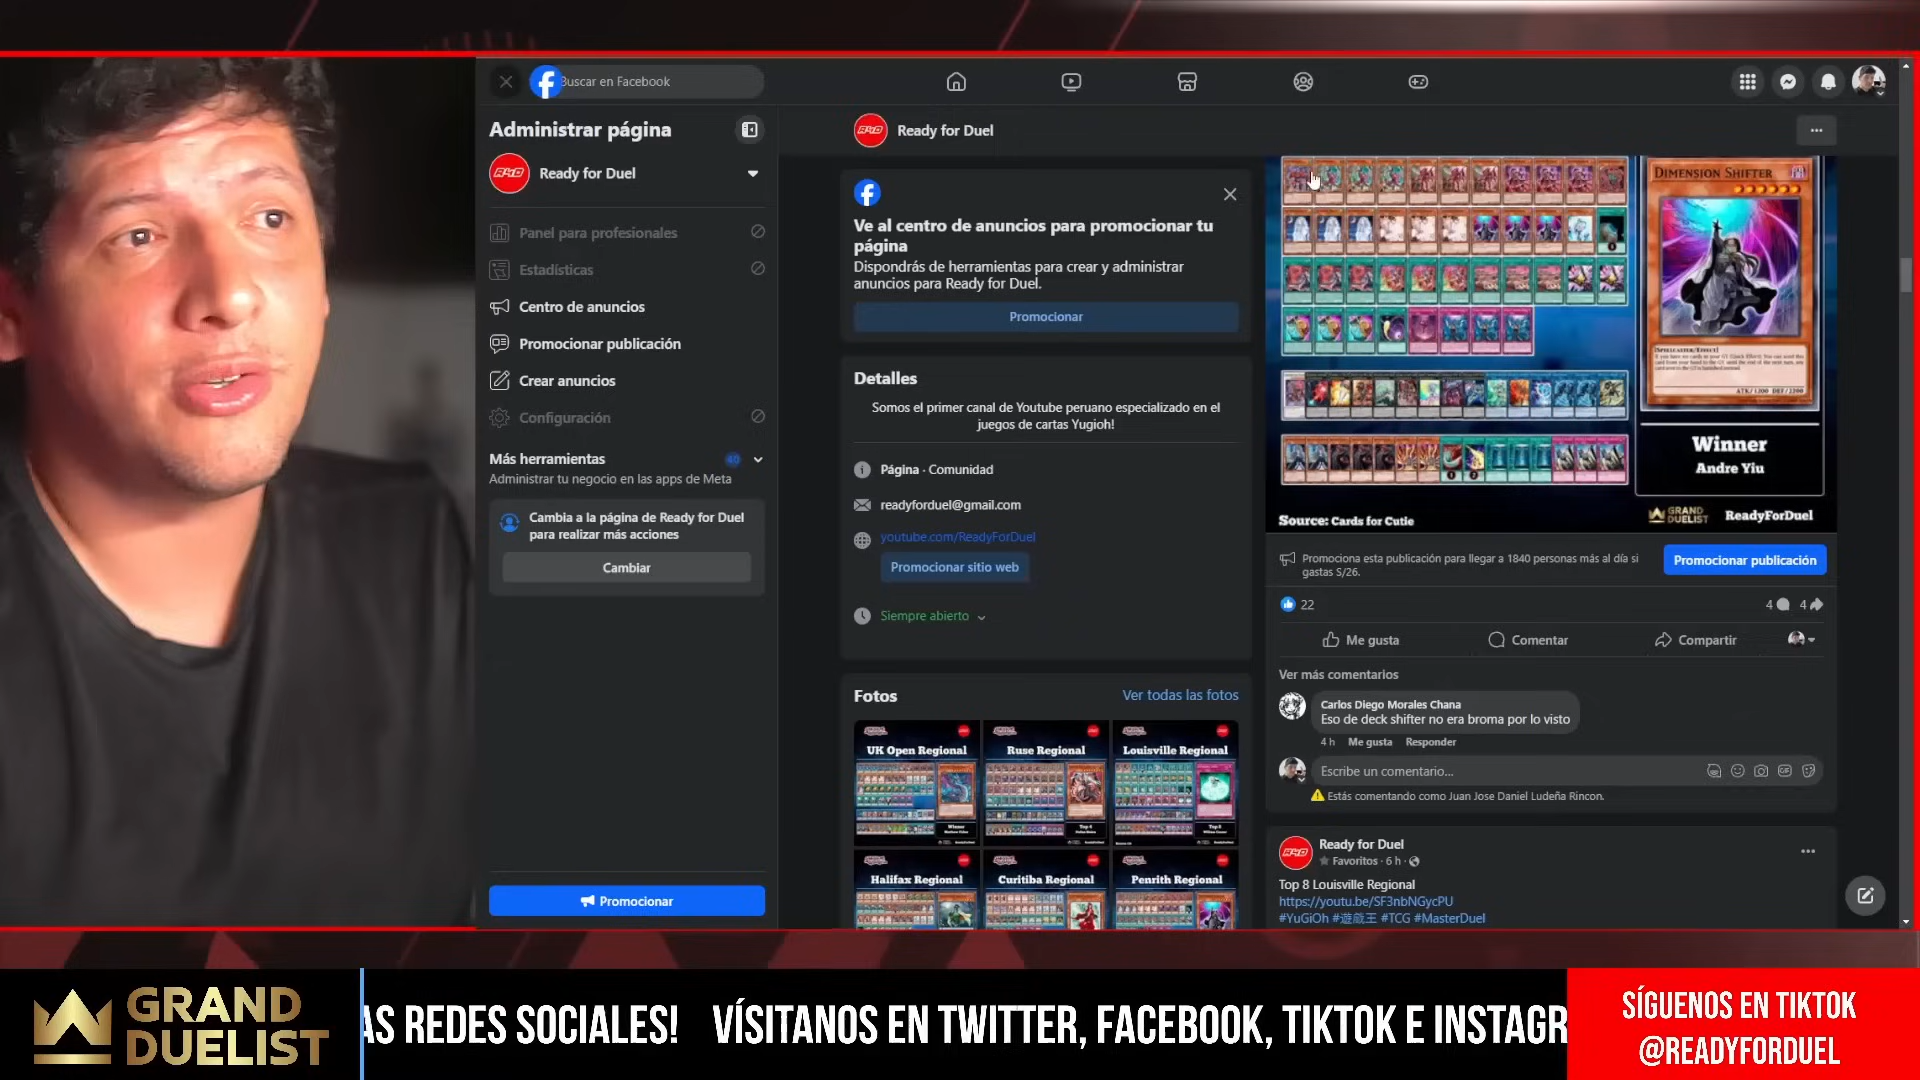 Buscar en Facebook
Administrar página
R4D
Ready for Duel
Panel para profesionales
Estadísticas
Centro de anuncios
Promocionar publicación
Crear anuncios
Configuración
Más herramientas
40
Administrar tu negocio en las apps de Meta
Cambia a la página de Ready for Duel
para realizar más acciones
Cambiar
Promocionar
R4D
Ready for Duel
Ve al centro de anuncios para promocionar tu
página
Dispondrás de herramientas para crear y administrar
anuncios para Ready for Duel.
Promocionar
Detalles
Somos el primer canal de Youtube peruano especializado en el
juegos de cartas Yugioh!
Página · Comunidad
readyforduel@gmail.com
youtube.com/ReadyForDuel
Promocionar sitio web
Siempre abierto
Fotos
Ver todas las fotos
UK Open Regional
Ruse Regional
Louisville Regional
Halifax Regional
Curitiba Regional
Penrith Regional
DIMENSION SHIFTER
Winner
Andre Yiu
Source: Cards for Cutie
GRAND
DUELIST
ReadyForDuel
Promociona esta publicación para llegar a 1840 personas más al día si
gastas S/26.
Promocionar publicación
22
4
4
Me gusta
Comentar
Compartir
Ver más comentarios
Carlos Diego Morales Chana
Eso de deck shifter no era broma por lo visto
4 h
Me gusta
Responder
Escribe un comentario...
Estás comentando como Juan Jose Daniel Ludeña Rincon.
R4D
Ready for Duel
Favoritos · 6 h ·
Top 8 Louisville Regional
https://youtu.be/SF3nbNGycPU
#YuGiOh #遊戯王 #TCG #MasterDuel
GRAND
DUELIST
AS REDES SOCIALES! VÍSITANOS EN TWITTER, FACEBOOK, TIKTOK E INSTAGR
SÍGUENOS EN TIKTOK
@READYFORDUEL